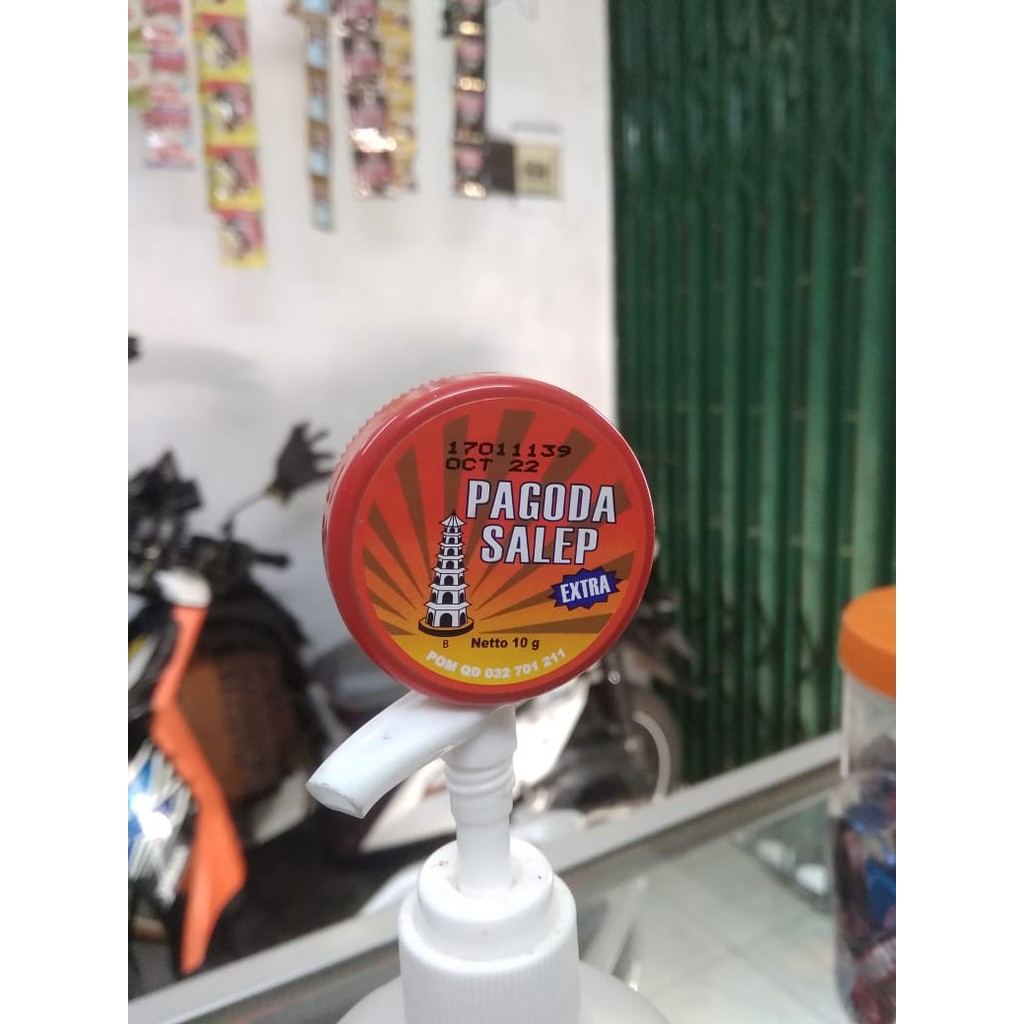 17011139
OCT 22
PAGODA
SALEP
EXTRA
B Netto 10 g
POM QD 032 701 211